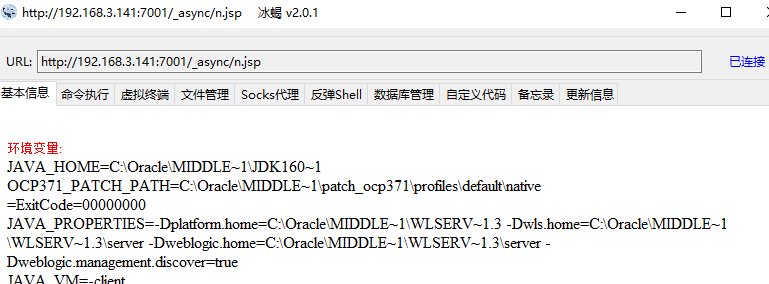 http://192.168.3.141:7001/_async/n.jsp 冰蝎 v2.0.1
URL: http://192.168.3.141:7001/_async/n.jsp 已连接
基本信息 命令执行 虚拟终端 文件管理 Socks代理 反弹Shell 数据库管理 自定义代码 备忘录 更新信息
环境变量:
JAVA_HOME=C:\Oracle\MIDDLE~1\JDK160~1
OCP371_PATCH_PATH=C:\Oracle\MIDDLE~1\patch_ocp371\profiles\default\native
=ExitCode=00000000
JAVA_PROPERTIES=-Dplatform.home=C:\Oracle\MIDDLE~1\WLSERV~1.3 -Dwls.home=C:\Oracle\MIDDLE~1
\WLSERV~1.3\server -Dweblogic.home=C:\Oracle\MIDDLE~1\WLSERV~1.3\server -
Dweblogic.management.discover=true
JAVA_VM=-client